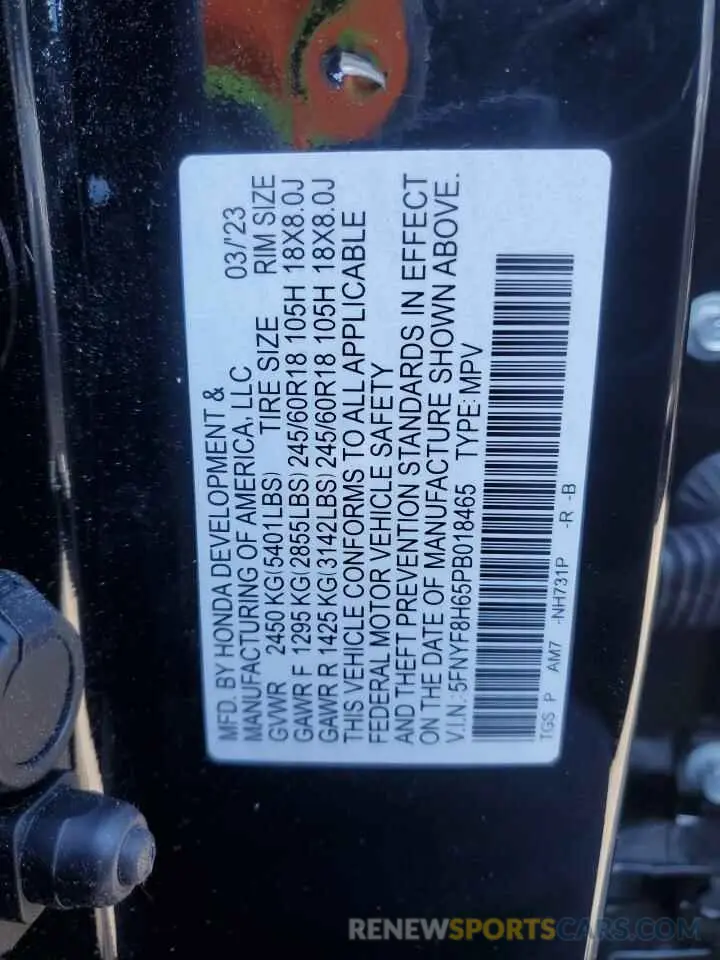 MFD. BY HONDA DEVELOPMENT & 03/'23
MANUFACTURING OF AMERICA, LLC
GVWR 2450 KG(5401LBS) TIRE SIZE RIM SIZE
GAWR F 1295 KG(2855LBS) 245/60R18 105H 18X8.0J
GAWR R 1425 KG(3142LBS) 245/60R18 105H 18X8.0J
THIS VEHICLE CONFORMS TO ALL APPLICABLE
FEDERAL MOTOR VEHICLE SAFETY
AND THEFT PREVENTION STANDARDS IN EFFECT
ON THE DATE OF MANUFACTURE SHOWN ABOVE.
V.I.N.: 5FNYF8H65PB018465 TYPE: MPV
TGS P AM7 -NH731P -R -B
RENEWSPORTSCARS.COM